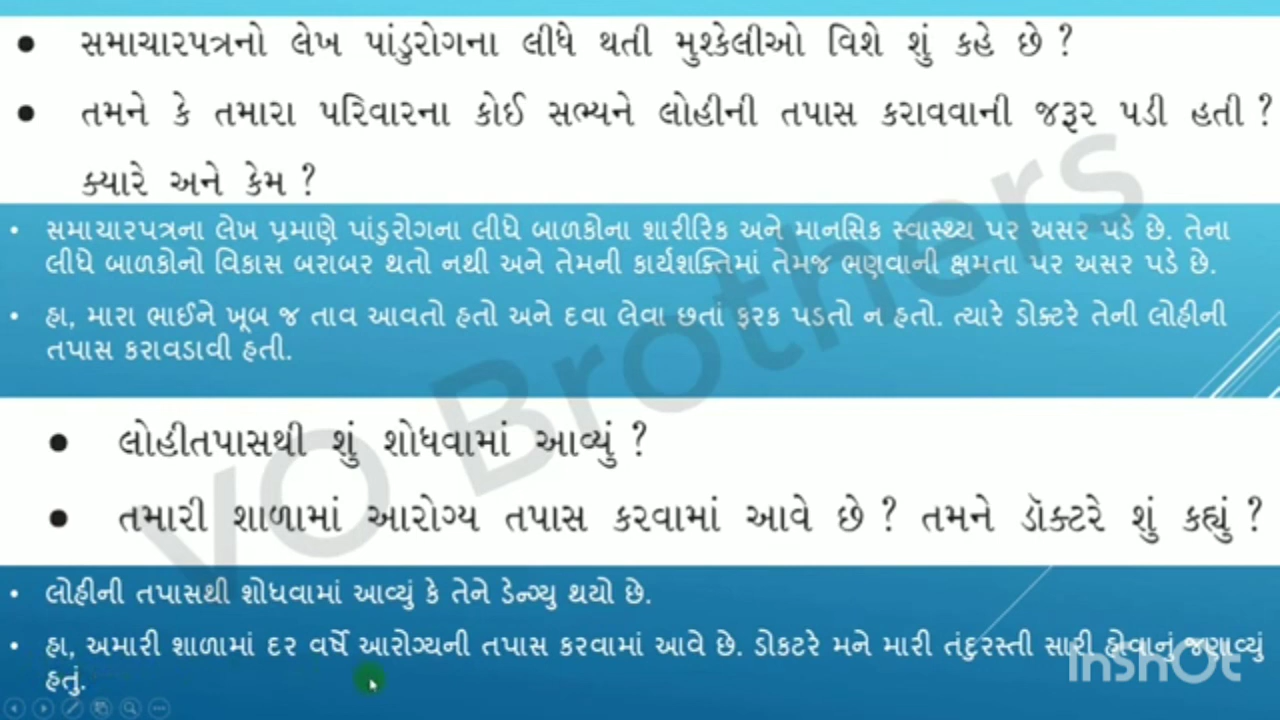 • સમાચારપત્રનો લેખ પાંડુરોગના લીધે થતી મુશ્કેલીઓ વિશે શું કહે છે ?
• તમને કે તમારા પરિવારના કોઈ સભ્યને લોહીની તપાસ કરાવવાની જરૂર પડી હતી ?
ક્યારે અને કેમ ?
• સમાચારપત્રના લેખ પ્રમાણે પાંડુરોગના લીધે બાળકોના શારીરિક અને માનસિક સ્વાસ્થ્ય પર અસર પડે છે. તેના
લીધે બાળકોનો વિકાસ બરાબર થતો નથી અને તેમની કાર્યશક્તિમાં તેમજ ભણવાની ક્ષમતા પર અસર પડે છે.
• હા, મારા ભાઈને ખૂબ જ તાવ આવતો હતો અને દવા લેવા છતાં ફરક પડતો ન હતો. ત્યારે ડોક્ટરે તેની લોહીની
તપાસ કરાવડાવી હતી.
• લોહીતપાસથી શું શોધવામાં આવ્યું ?
• તમારી શાળામાં આરોગ્ય તપાસ કરવામાં આવે છે ? તમને ડૉક્ટરે શું કહ્યું ?
• લોહીની તપાસથી શોધવામાં આવ્યું કે તેને ડેન્ગ્યુ થયો છે.
• હા, અમારી શાળામાં દર વર્ષે આરોગ્યની તપાસ કરવામાં આવે છે. ડોકટરે મને મારી તંદુરસ્તી સારી હોવાનું જણાવ્યું
હતું.
YO Brothers
InShOt